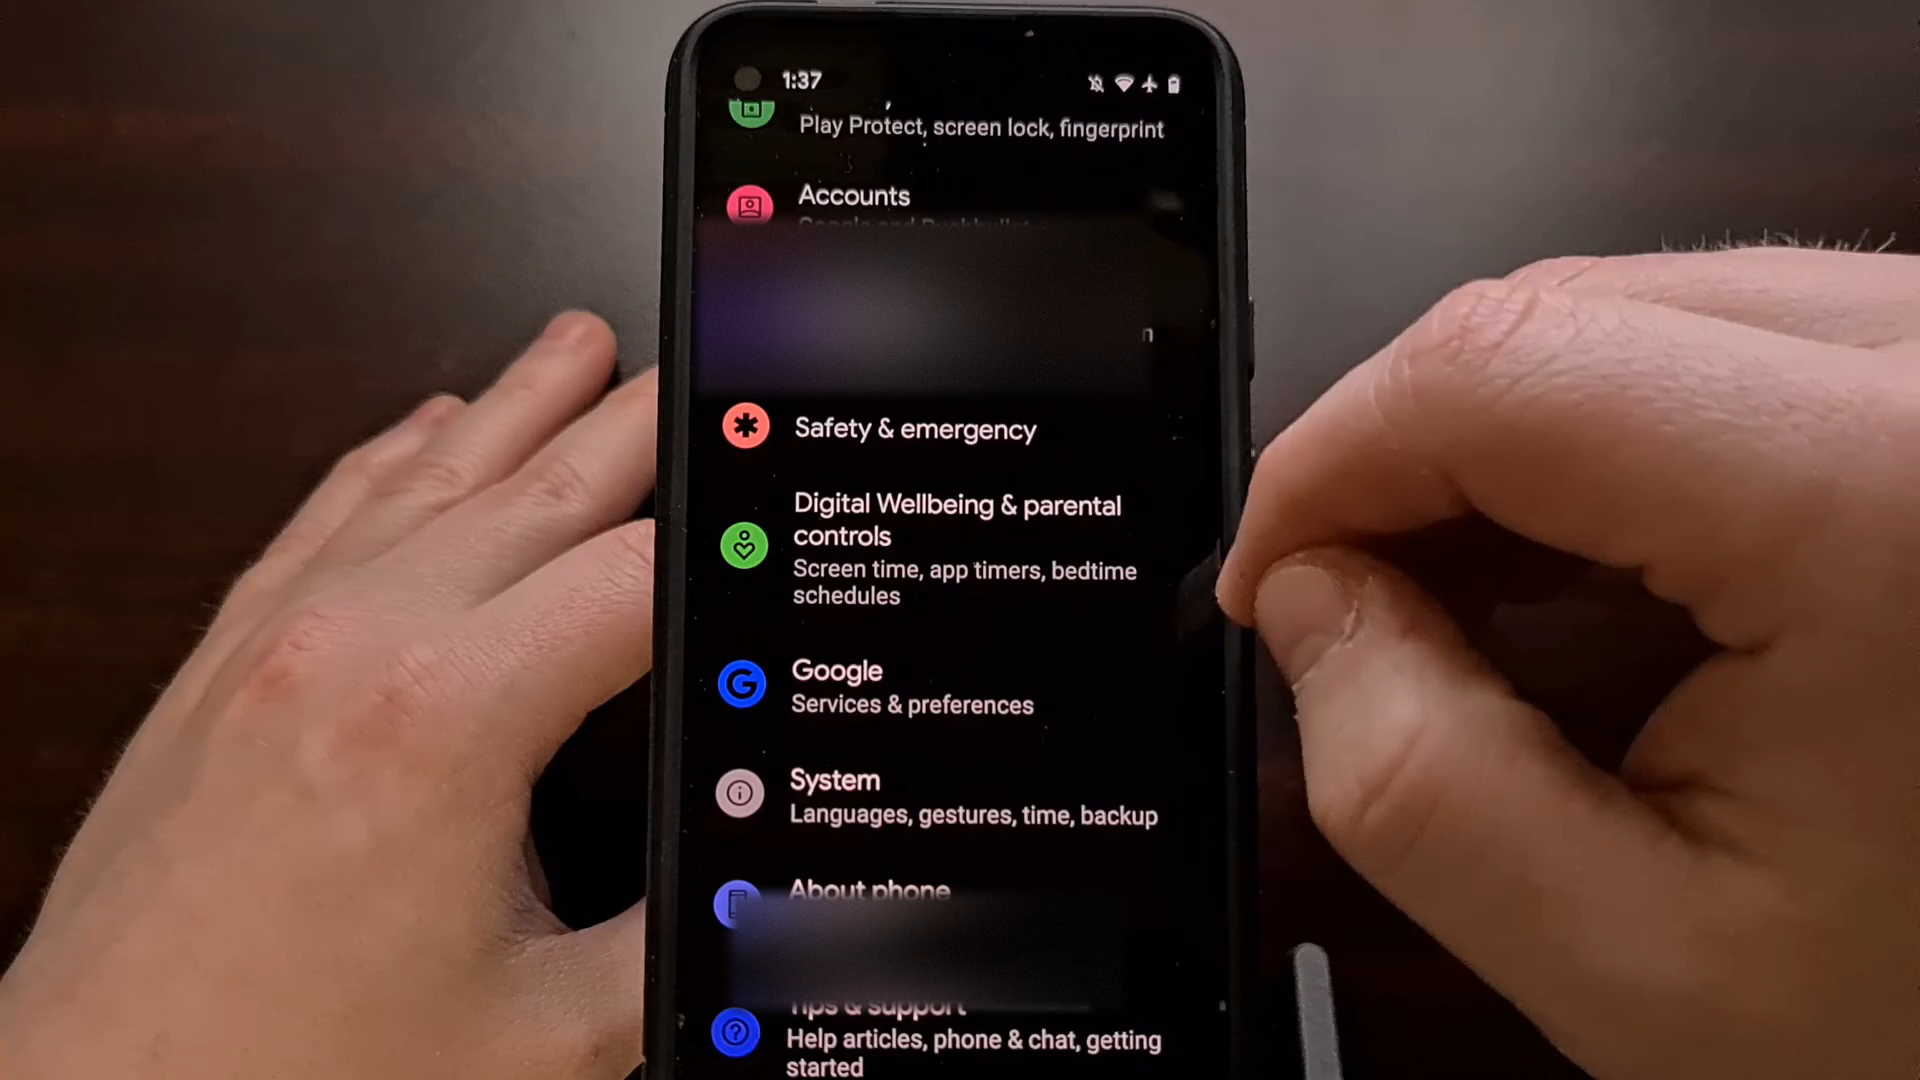 1:37
Play Protect, screen lock, fingerprint
Accounts
Safety & emergency
Digital Wellbeing & parental
controls
Screen time, app timers, bedtime
schedules
Google
Services & preferences
System
Languages, gestures, time, backup
About phone
Tips & support
Help articles, phone & chat, getting
started